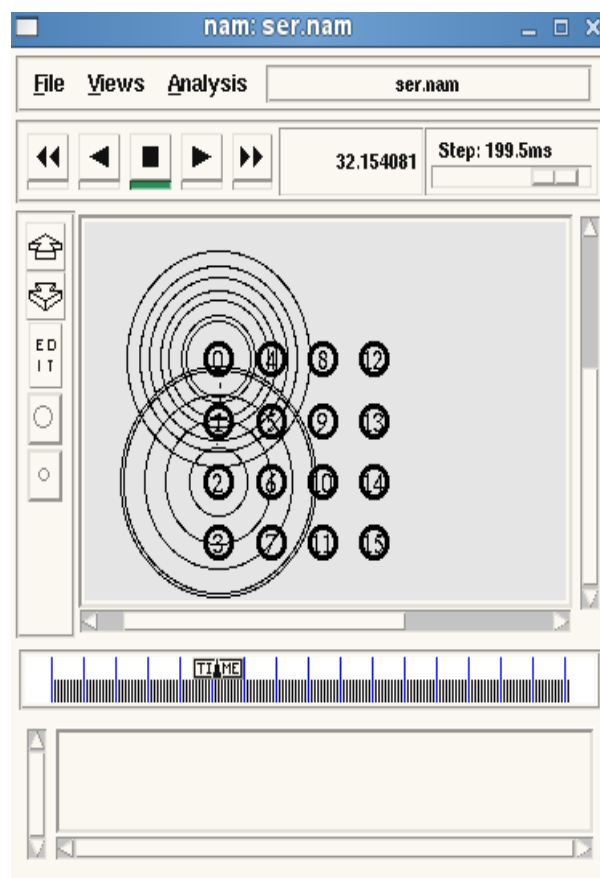 nam: ser.nam
File Views Analysis ser.nam
32.154081 Step: 199.5ms
ED
IT
0 4 8 12
1 5 9 13
2 6 10 14
3 7 11 15
TIME